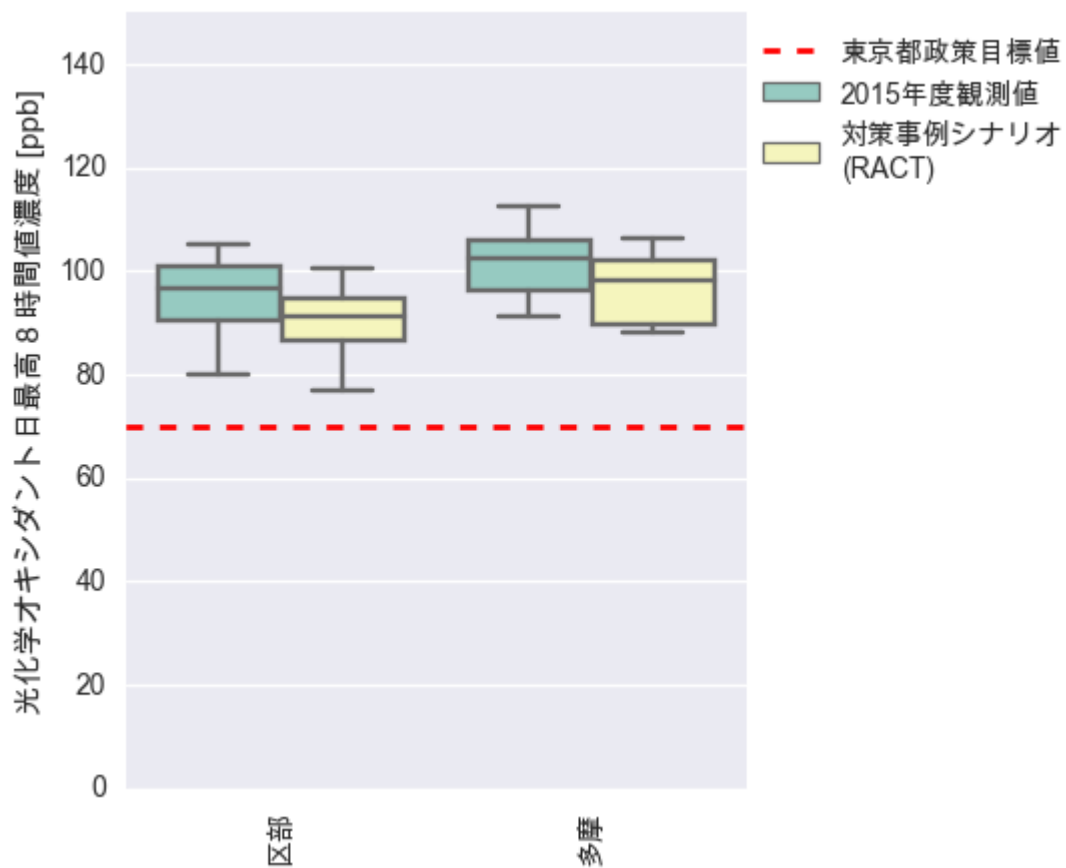 光化学オキシダント日最高8時間値濃度 [ppb]
140
120
100
80
60
40
20
0
区部
多摩
東京都政策目標値
2015年度観測値
対策事例シナリオ
(RACT)